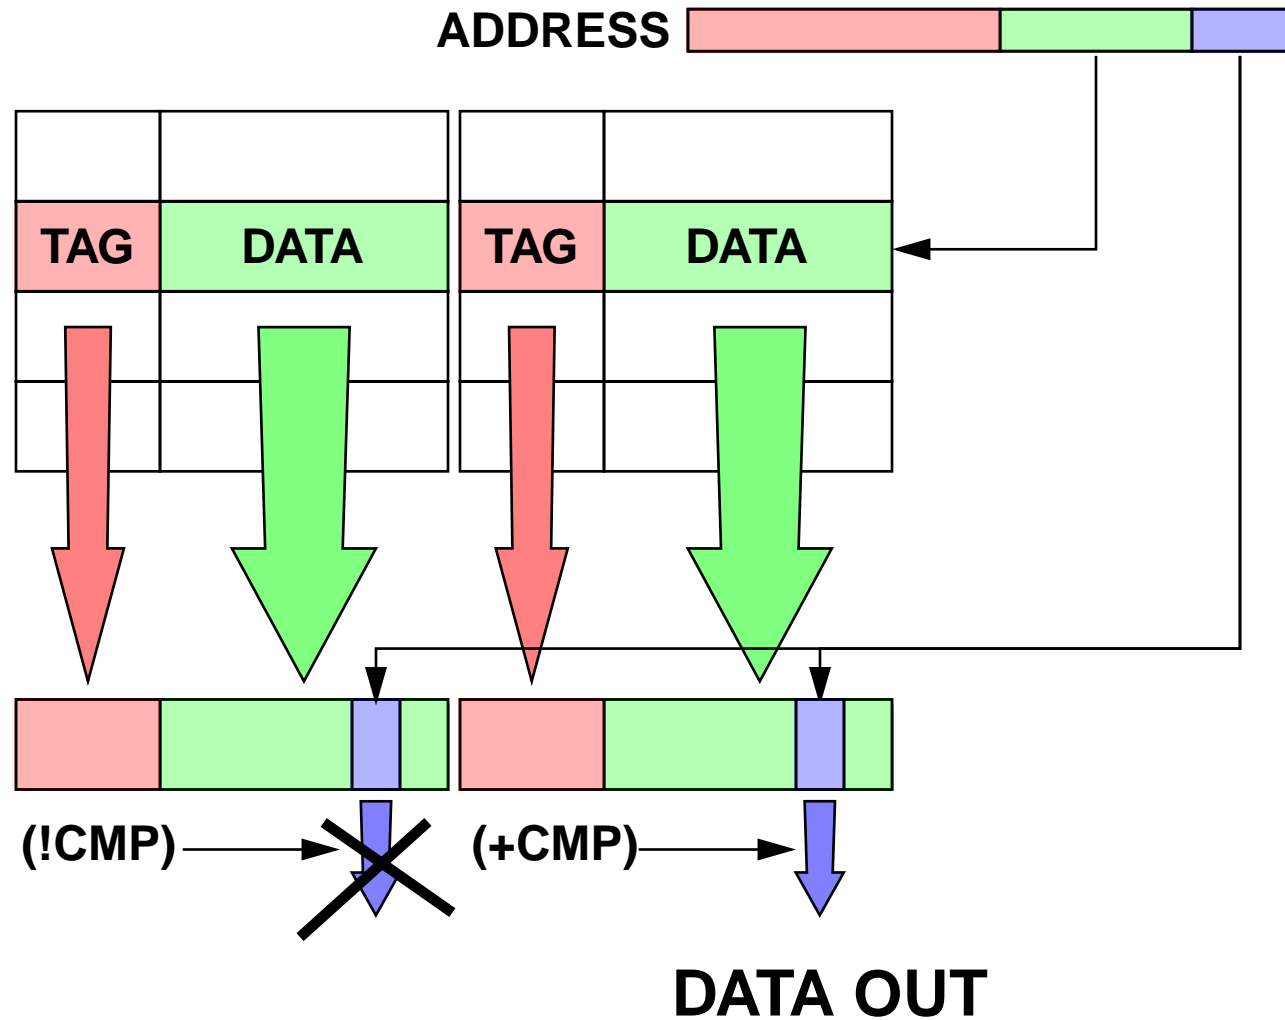 ADDRESS
TAG DATA TAG DATA
(!CMP) (+CMP)
DATA OUT